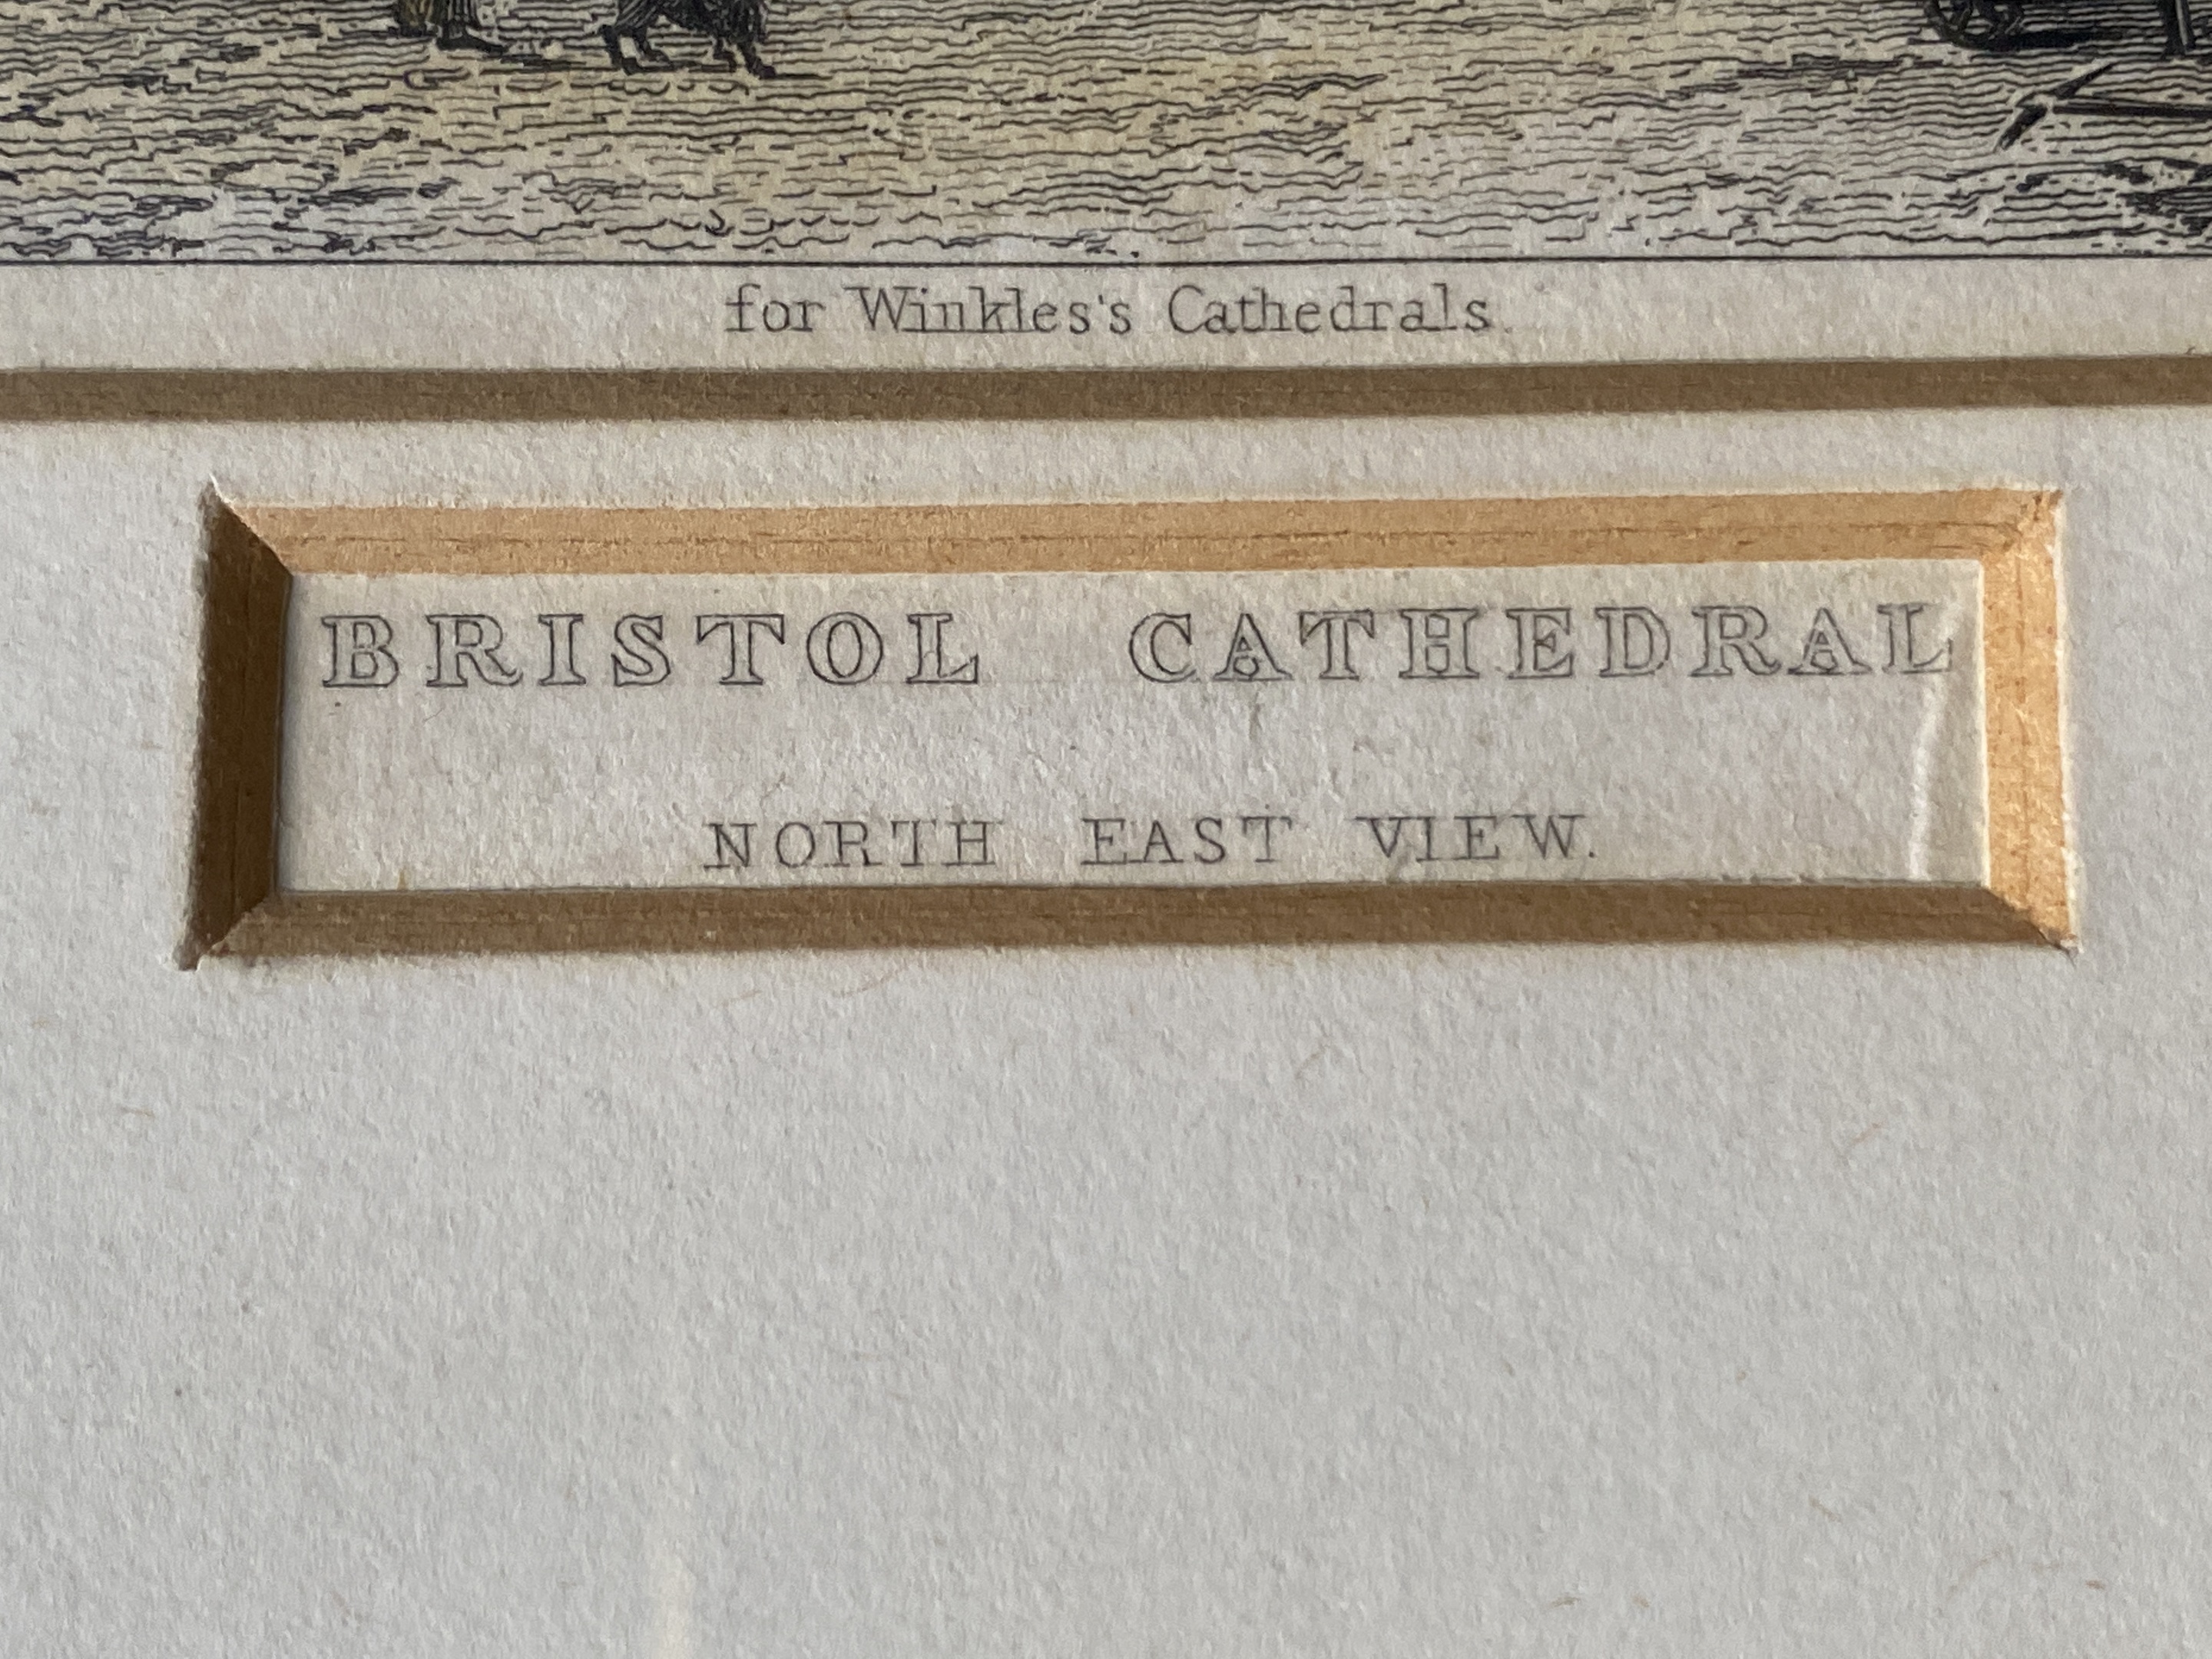 for Winkles's Cathedrals.
BRISTOL CATHEDRAL
NORTH EAST VIEW.